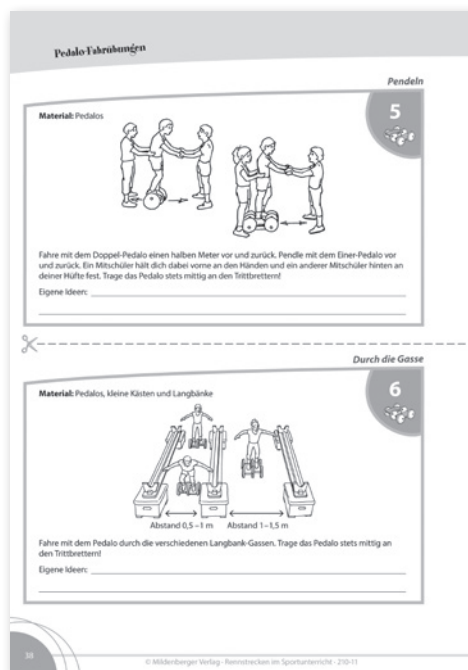 Pedalo-Fahrübungen
Pendeln
5
Material: Pedalos
Fahre mit dem Doppel-Pedalo einen halben Meter vor und zurück. Pendle mit dem Einer-Pedalo vor
und zurück. Ein Mitschüler hält dich dabei vorne an den Händen und ein anderer Mitschüler hinten an
deiner Hüfte fest. Trage das Pedalo stets mittig an den Trittbrettern!
Eigene Ideen:
Durch die Gasse
6
Material: Pedalos, kleine Kästen und Langbänke
Abstand 0,5–1 m Abstand 1–1,5 m
Fahre mit dem Pedalo durch die verschiedenen Langbank-Gassen. Trage das Pedalo stets mittig an
den Trittbrettern!
Eigene Ideen:
38
© Mildenberger Verlag · Rennstrecken im Sportunterricht · 210-11